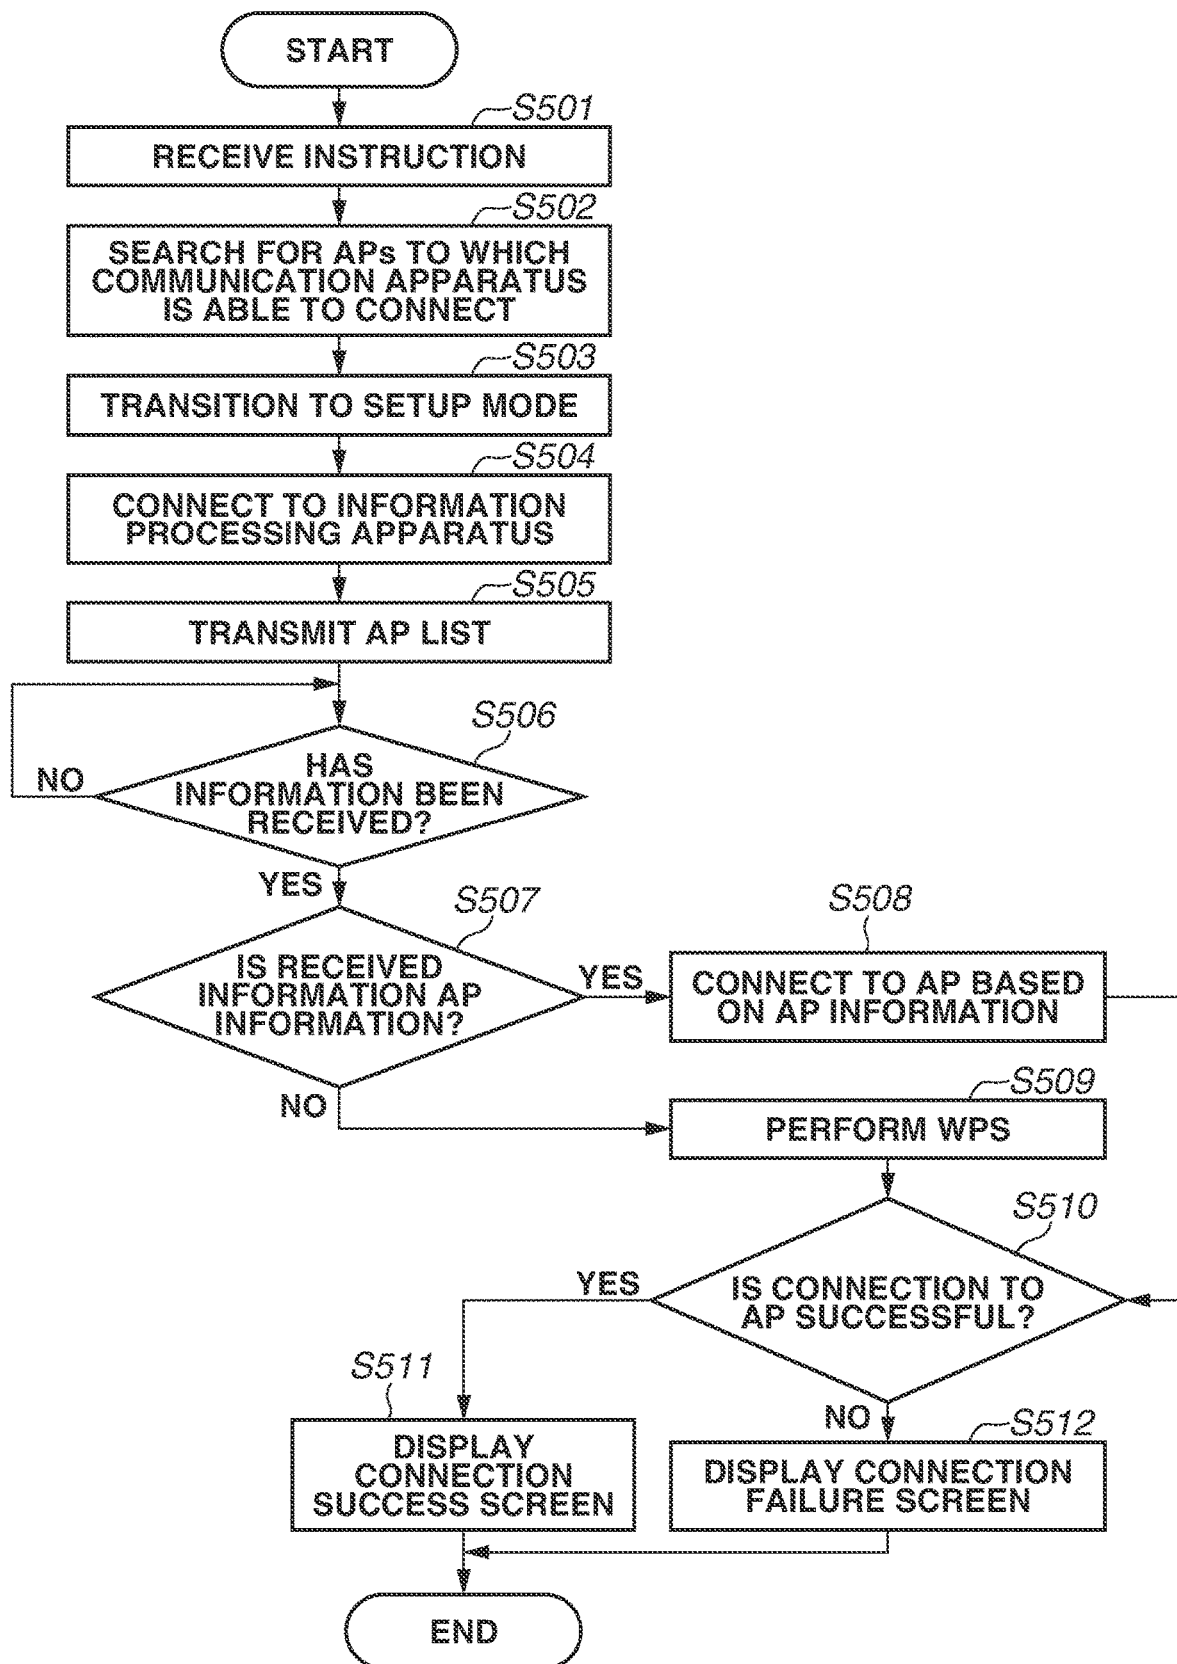 START
S501
RECEIVE INSTRUCTION
S502
SEARCH FOR APs TO WHICH
COMMUNICATION APPARATUS
IS ABLE TO CONNECT
S503
TRANSITION TO SETUP MODE
S504
CONNECT TO INFORMATION
PROCESSING APPARATUS
S505
TRANSMIT AP LIST
S506
HAS
INFORMATION BEEN
RECEIVED?
NO
YES
S507
IS RECEIVED
INFORMATION AP
INFORMATION?
YES
S508
CONNECT TO AP BASED
ON AP INFORMATION
NO
S509
PERFORM WPS
S510
IS CONNECTION TO
AP SUCCESSFUL?
YES
S511
DISPLAY
CONNECTION
SUCCESS SCREEN
NO
S512
DISPLAY CONNECTION
FAILURE SCREEN
END